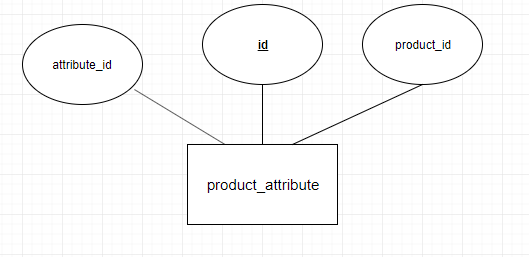 attribute_id
id
product_id
product_attribute